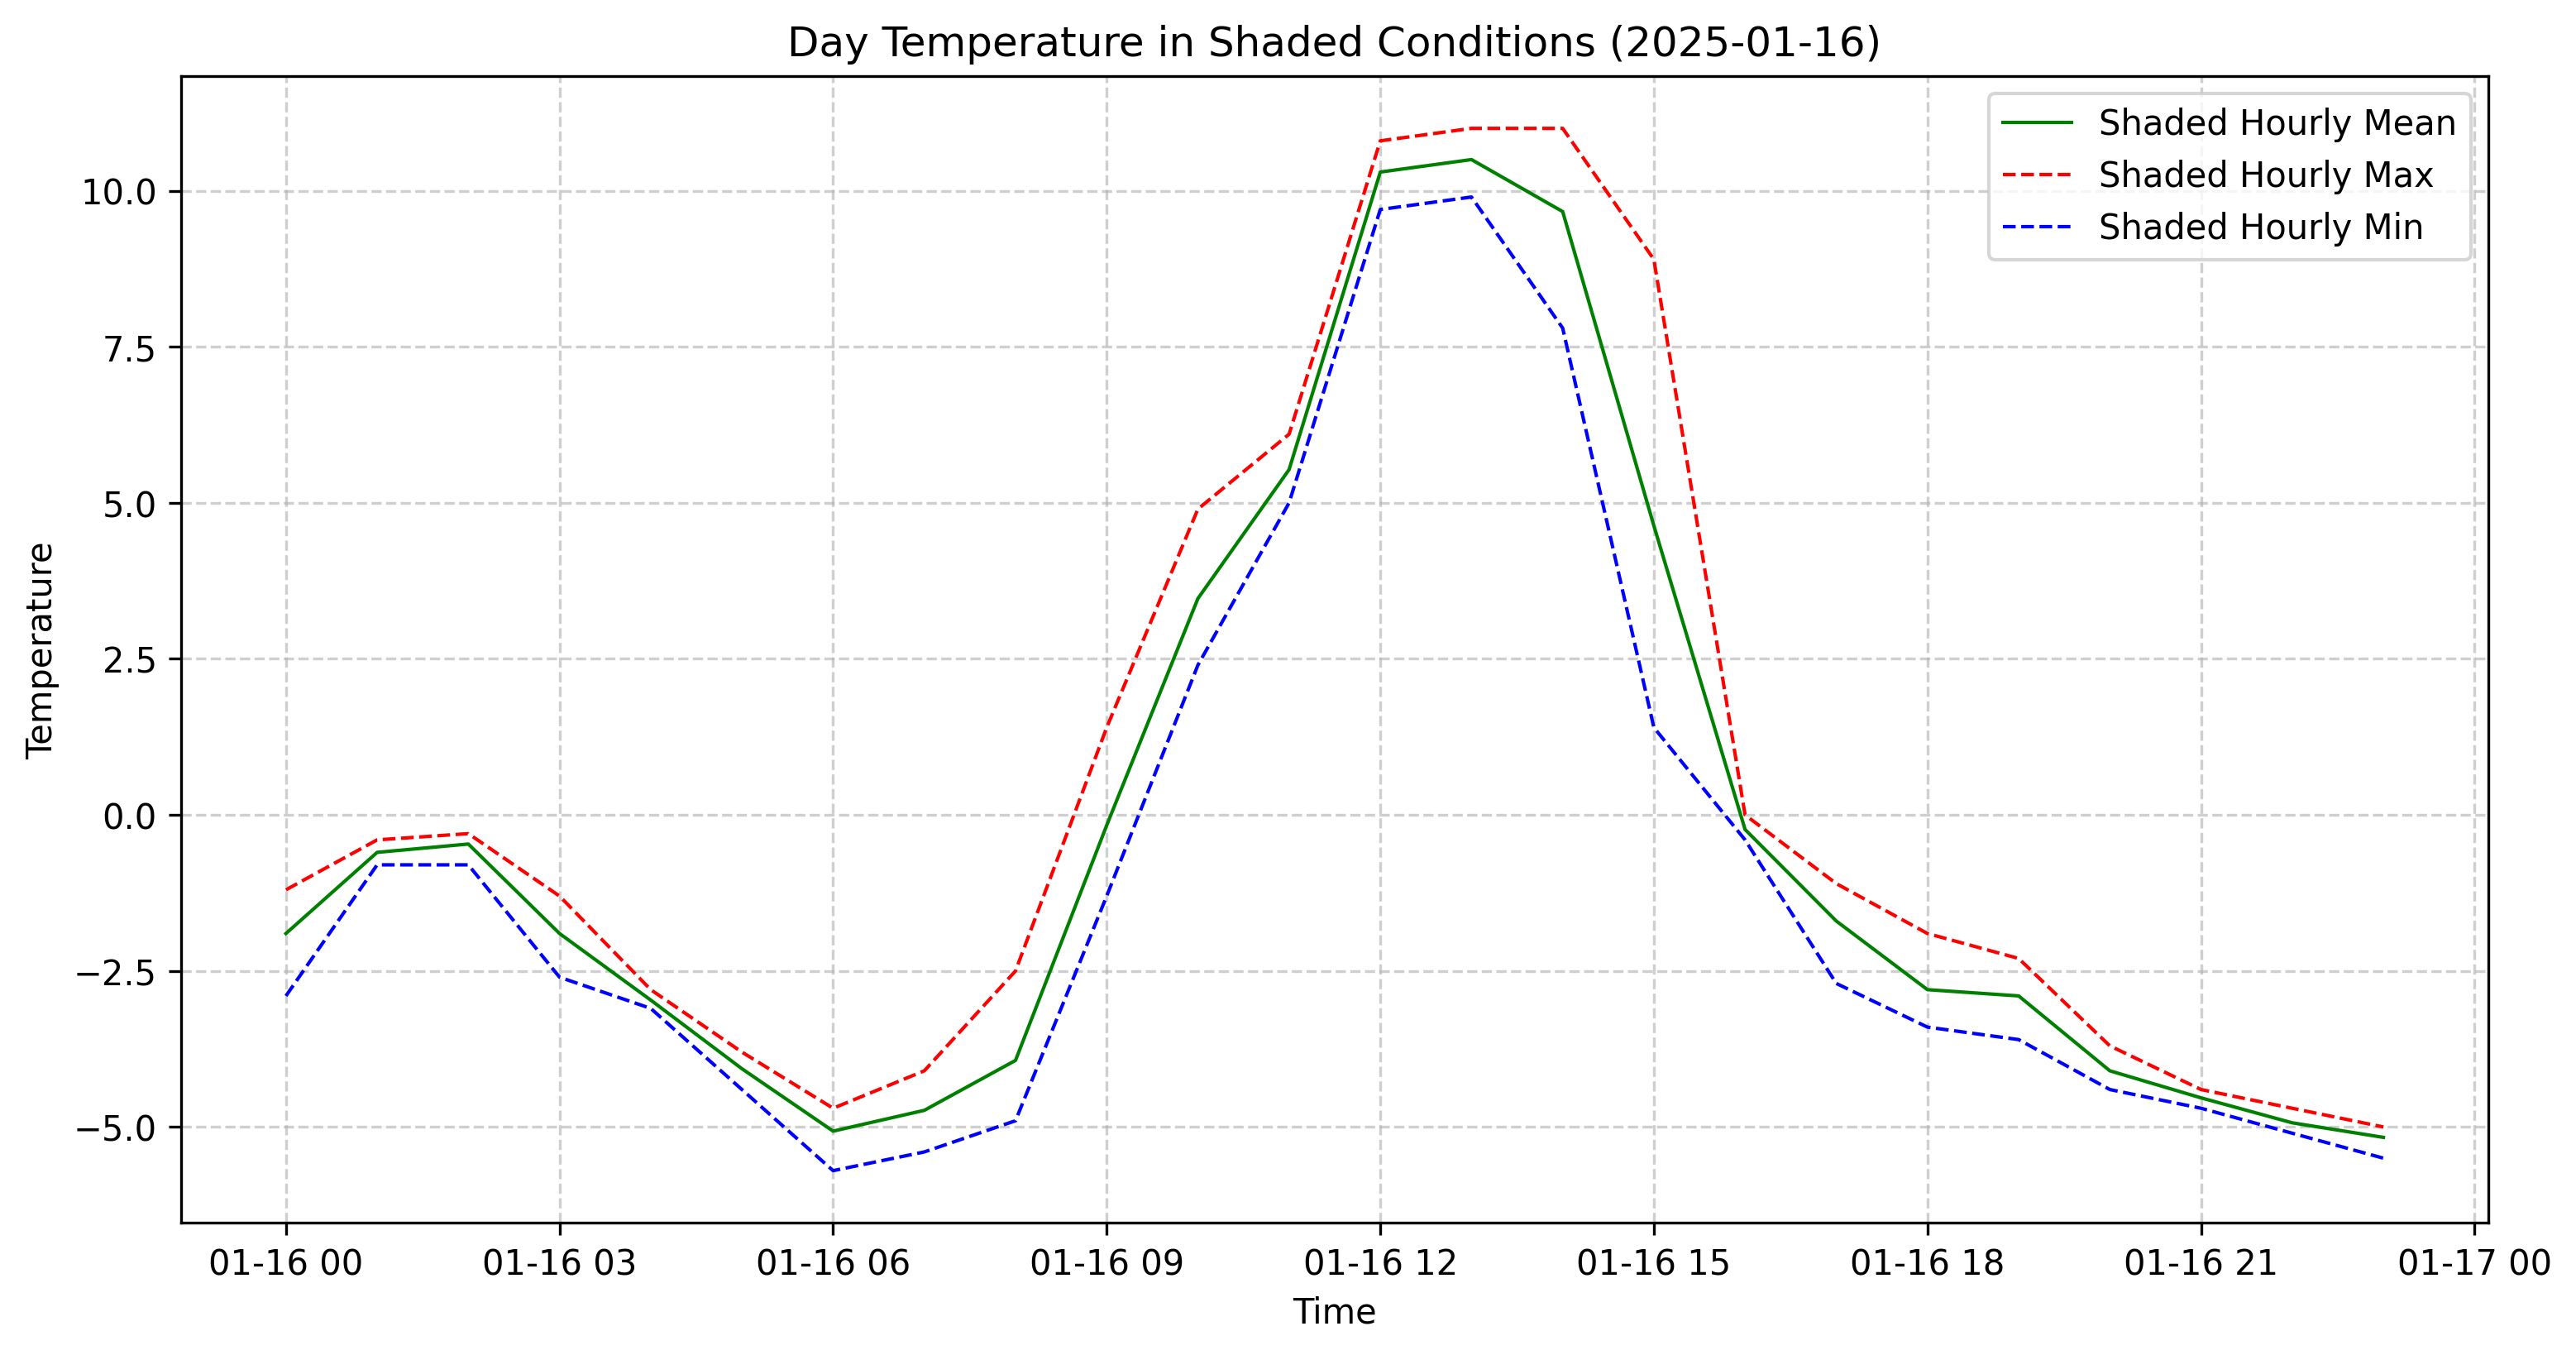 Day Temperature in Shaded Conditions (2025-01-16)
Shaded Hourly Mean
Shaded Hourly Max
Shaded Hourly Min
Temperature
10.0
7.5
5.0
2.5
0.0
−2.5
−5.0
01-16 00 01-16 03 01-16 06 01-16 09 01-16 12 01-16 15 01-16 18 01-16 21 01-17 00
Time